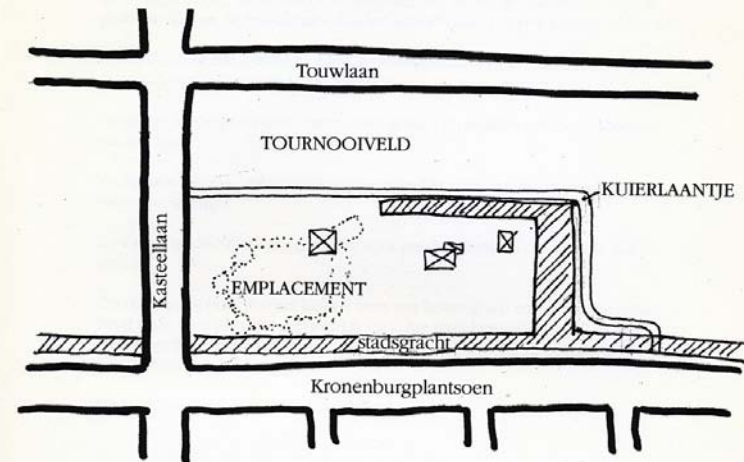 Touwlaan
TOURNOOIVELD
KUIERLAANTJE
Kasteellaan
EMPLACEMENT
stadsgracht
Kronenburgplantsoen